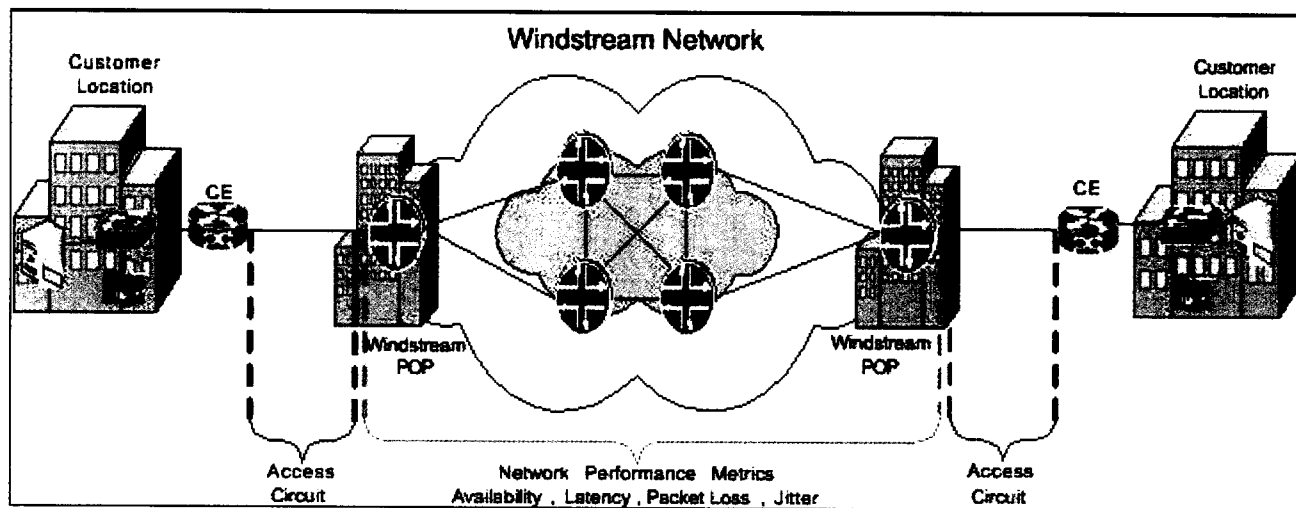 Windstream Network
Customer
Location
Customer
Location
CE
CE
Windstream
POP
Windstream
POP
Access
Circuit
Network Performance Metrics
Availability , Latency , Packet Loss , Jitter
Access
Circuit